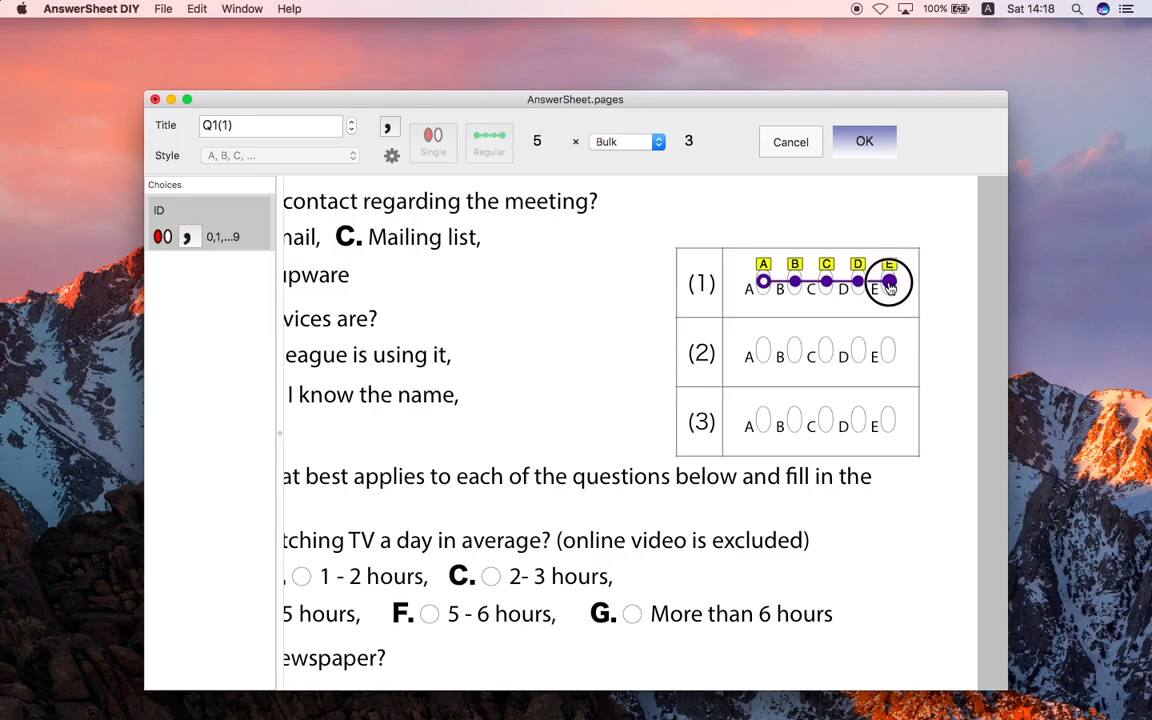 AnswerSheet DIY File Edit Window Help 100% A Sat 14:18
AnswerSheet.pages
Title Q1(1) , Single Regular 5 × Bulk 3 Cancel OK
Style A, B, C, ...
Choices
ID
, 0,1,...9
contact regarding the meeting?
nail, C. Mailing list,
upware
vices are?
eague is using it,
I know the name,
A B C D E
(1) A B C D E
(2) A B C D E
(3) A B C D E
at best applies to each of the questions below and fill in the
tching TV a day in average? (online video is excluded)
. 1 - 2 hours, C. 2- 3 hours,
5 hours, F. 5 - 6 hours, G. More than 6 hours
ewspaper?